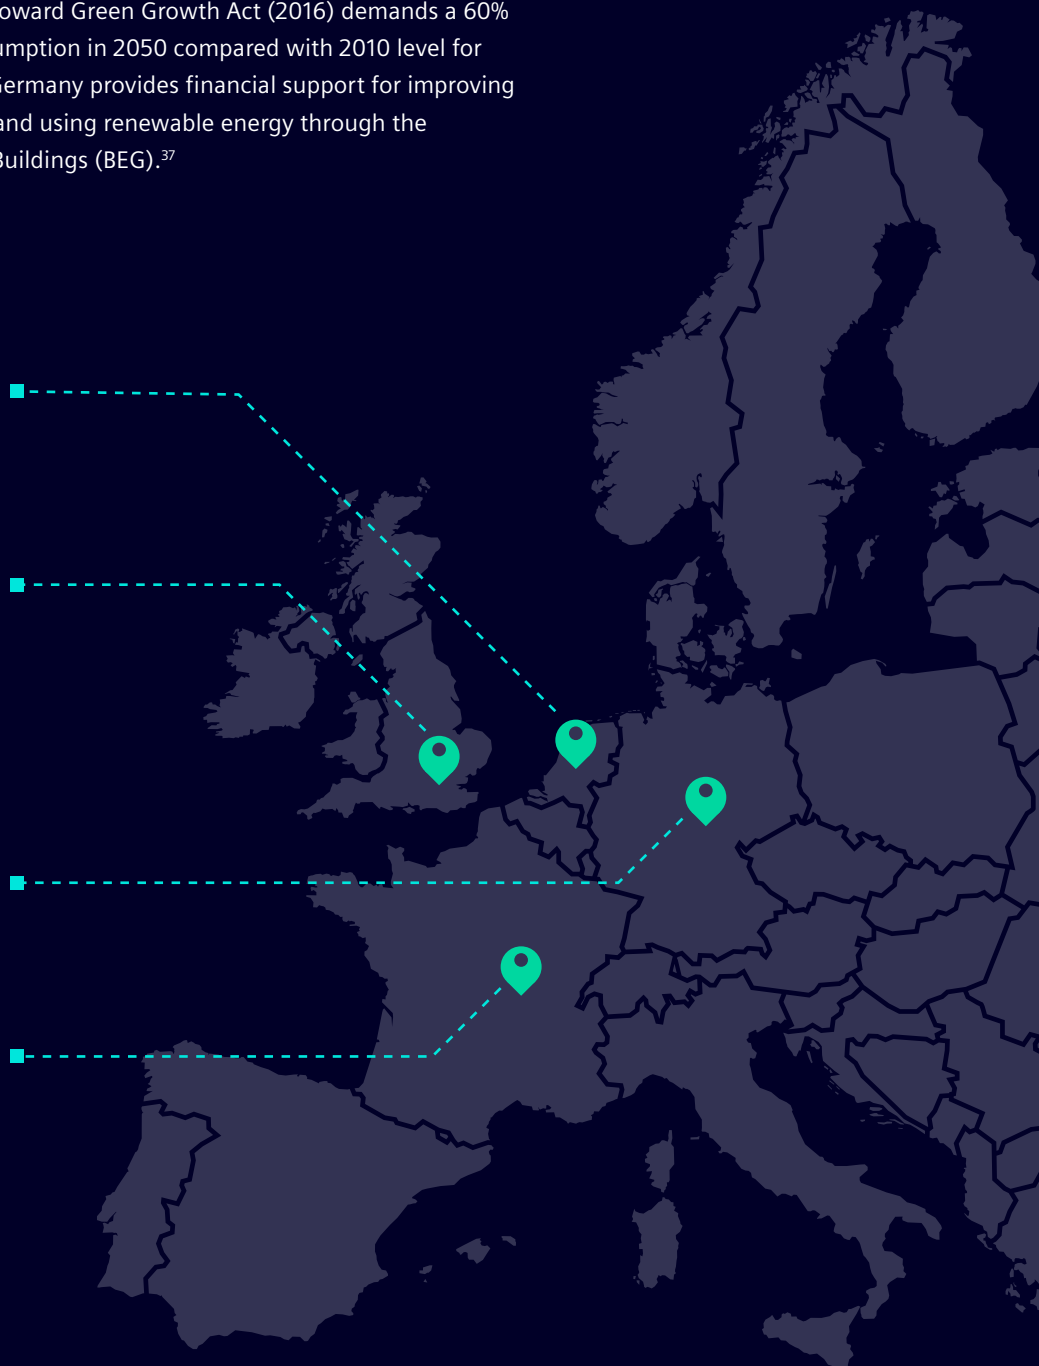 oward Green Growth Act (2016) demands a 60%
umption in 2050 compared with 2010 level for
Germany provides financial support for improving
and using renewable energy through the
Buildings (BEG).37